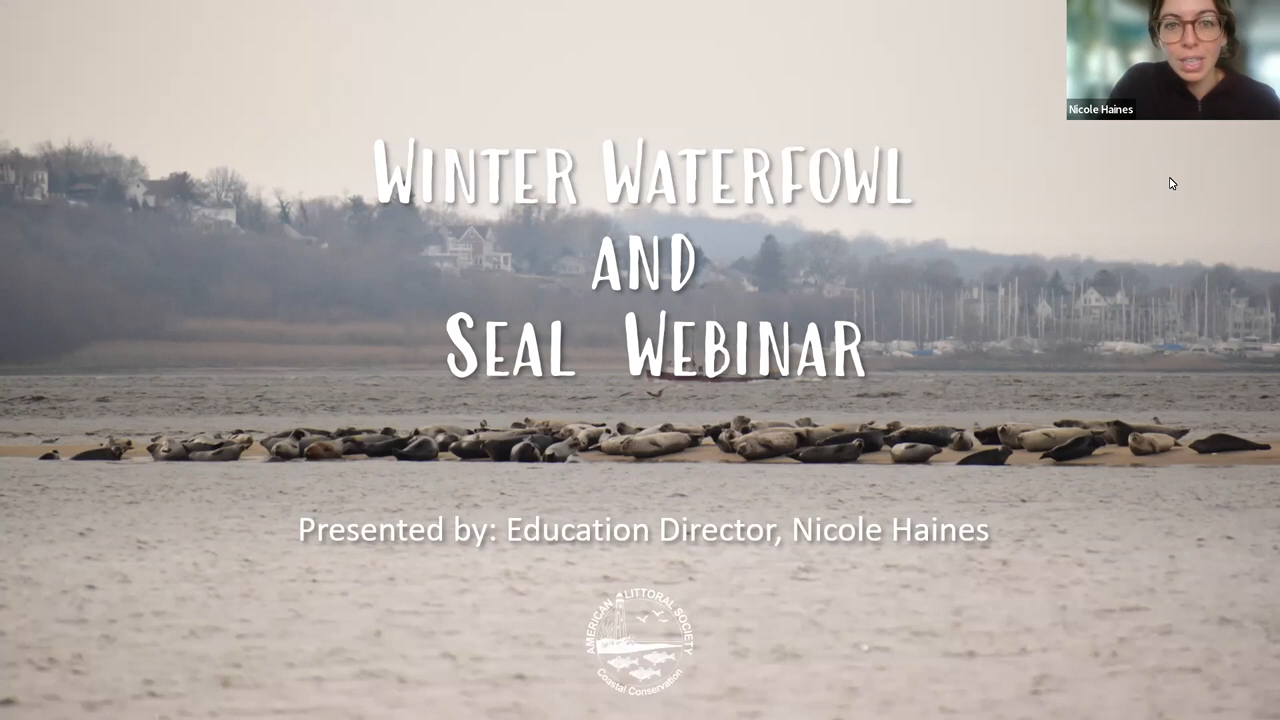 Nicole Haines
WINTER WATERFOWL
AND
SEAL WEBINAR
Presented by: Education Director, Nicole Haines
AMERICAN LITTORAL SOCIETY
Coastal Conservation